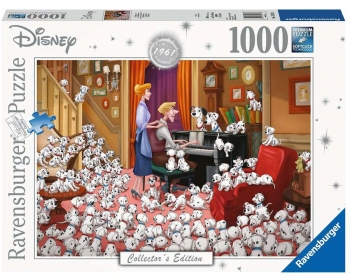 Disney
1961
1000
Ravensburger Puzzle
Collector's Edition
Ravensburger